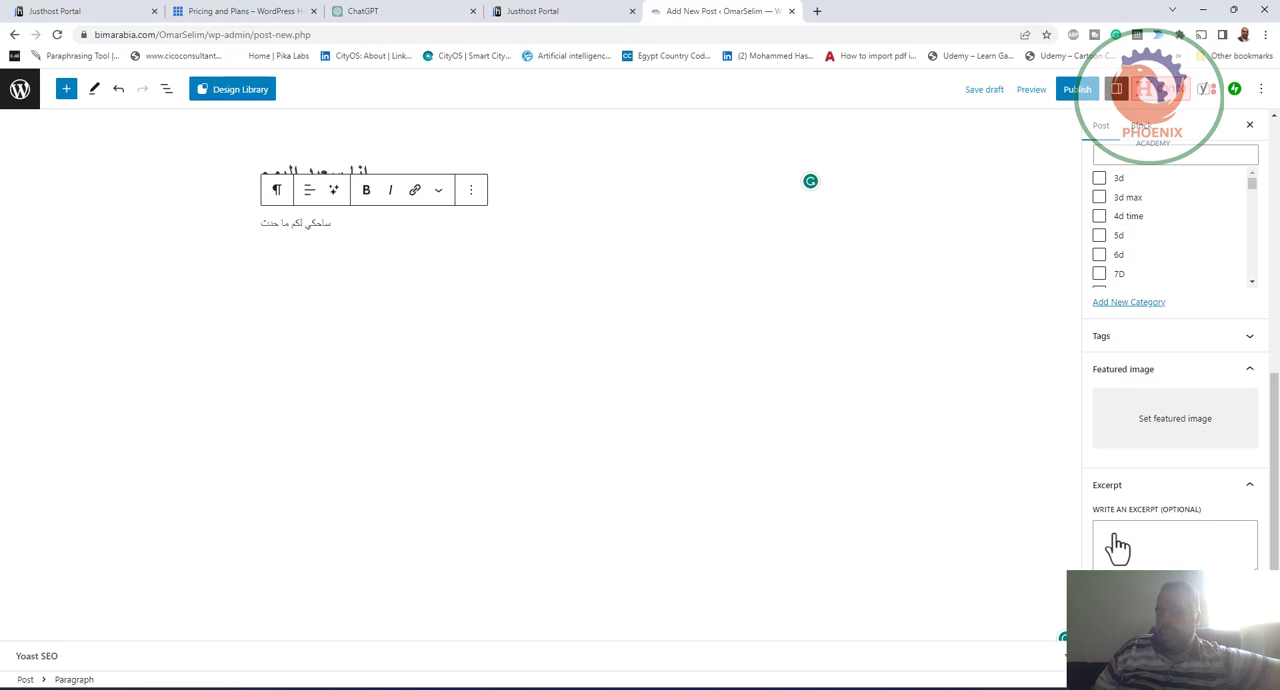 Justhost Portal
Pricing and Plans – WordPress H
ChatGPT
Justhost Portal
Add New Post ‹ OmarSelim — W
bimarabia.com/OmarSelim/wp-admin/post-new.php
Paraphrasing Tool |...
www.cicoconsultant...
Home | Pika Labs
CityOS: About | Link...
CityOS | Smart City...
Artificial intelligenc...
Egypt Country Cod...
(2) Mohammed Has...
How to import pdf i...
Udemy – Learn Ga...
Udemy – Cartoon C...
Other bookmarks
Design Library
Save draft
Preview
Publish
PHOENIX
ACADEMY
Post
Block
انا سعيد اليوم
B
I
ساحكي لكم ما حدث
3d
3d max
4d time
5d
6d
7D
Add New Category
Tags
Featured image
Set featured image
Excerpt
WRITE AN EXCERPT (OPTIONAL)
Yoast SEO
Post
Paragraph